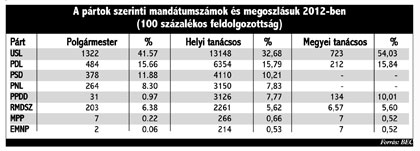 A pártok szerinti mandátumszámok és megoszlásuk 2012-ben
(100 százalékos feldolgozottság)
Párt Polgármester % Helyi tanácsos % Megyei tanácsos %
USL 1322 41.57 13148 32,68 723 54,03
PDL 484 15.66 6354 15,79 212 15,84
PSD 378 11.88 4110 10,21 - -
PNL 264 8.30 3150 7,83 - -
PPDD 31 0.97 3126 7,77 134 10,01
RMDSZ 203 6.38 2261 5,62 6,57 5,60
MPP 7 0.22 266 0,66 7 0,52
EMNP 2 0.06 214 0,53 7 0,52
Forrás: BEC